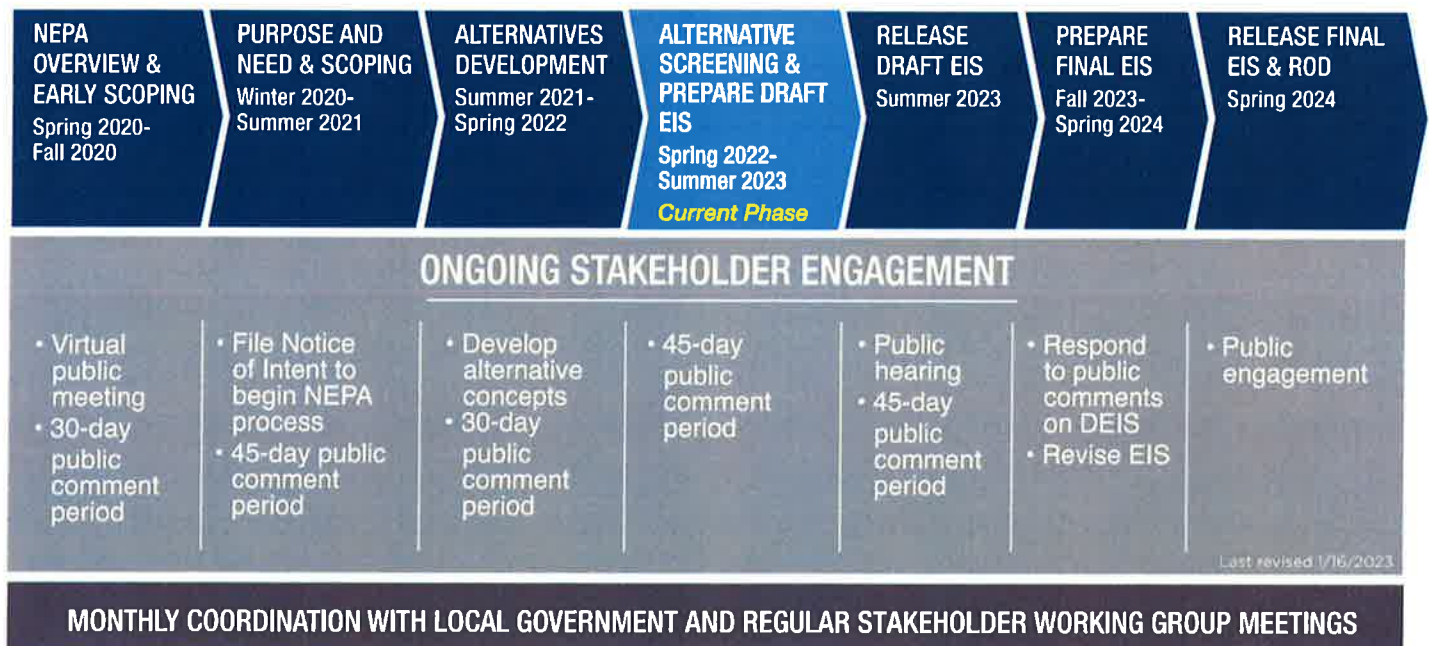 NEPA
OVERVIEW &
EARLY SCOPING
Spring 2020-
Fall 2020
PURPOSE AND
NEED & SCOPING
Winter 2020-
Summer 2021
ALTERNATIVES
DEVELOPMENT
Summer 2021-
Spring 2022
ALTERNATIVE
SCREENING &
PREPARE DRAFT
EIS
Spring 2022-
Summer 2023
Current Phase
RELEASE
DRAFT EIS
Summer 2023
PREPARE
FINAL EIS
Fall 2023-
Spring 2024
RELEASE FINAL
EIS & ROD
Spring 2024
ONGOING STAKEHOLDER ENGAGEMENT
• Virtual
public
meeting
• 30-day
public
comment
period
• File Notice
of Intent to
begin NEPA
process
• 45-day public
comment
period
• Develop
alternative
concepts
• 30-day
public
comment
period
• 45-day
public
comment
period
• Public
hearing
• 45-day
public
comment
period
• Respond
to public
comments
on DEIS
• Revise EIS
• Public
engagement
Last revised 1/16/2023
MONTHLY COORDINATION WITH LOCAL GOVERNMENT AND REGULAR STAKEHOLDER WORKING GROUP MEETINGS